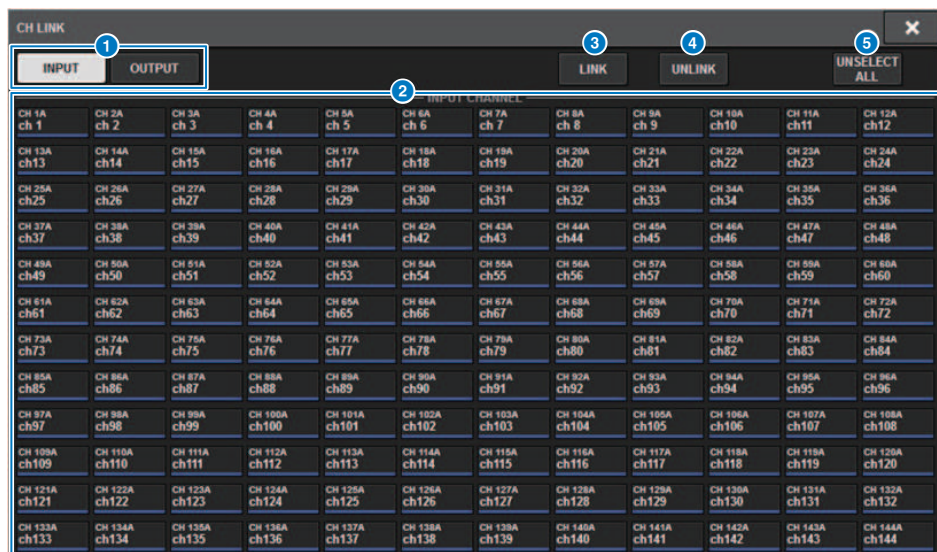 CH LINK
1 3 4 5
INPUT OUTPUT LINK UNLINK UNSELECT ALL
2
INPUT CHANNEL
CH 1A CH 2A CH 3A CH 4A CH 5A CH 6A CH 7A CH 8A CH 9A CH 10A CH 11A CH 12A
ch 1 ch 2 ch 3 ch 4 ch 5 ch 6 ch 7 ch 8 ch 9 ch10 ch11 ch12
CH 13A CH 14A CH 15A CH 16A CH 17A CH 18A CH 19A CH 20A CH 21A CH 22A CH 23A CH 24A
ch13 ch14 ch15 ch16 ch17 ch18 ch19 ch20 ch21 ch22 ch23 ch24
CH 25A CH 26A CH 27A CH 28A CH 29A CH 30A CH 31A CH 32A CH 33A CH 34A CH 35A CH 36A
ch25 ch26 ch27 ch28 ch29 ch30 ch31 ch32 ch33 ch34 ch35 ch36
CH 37A CH 38A CH 39A CH 40A CH 41A CH 42A CH 43A CH 44A CH 45A CH 46A CH 47A CH 48A
ch37 ch38 ch39 ch40 ch41 ch42 ch43 ch44 ch45 ch46 ch47 ch48
CH 49A CH 50A CH 51A CH 52A CH 53A CH 54A CH 55A CH 56A CH 57A CH 58A CH 59A CH 60A
ch49 ch50 ch51 ch52 ch53 ch54 ch55 ch56 ch57 ch58 ch59 ch60
CH 61A CH 62A CH 63A CH 64A CH 65A CH 66A CH 67A CH 68A CH 69A CH 70A CH 71A CH 72A
ch61 ch62 ch63 ch64 ch65 ch66 ch67 ch68 ch69 ch70 ch71 ch72
CH 73A CH 74A CH 75A CH 76A CH 77A CH 78A CH 79A CH 80A CH 81A CH 82A CH 83A CH 84A
ch73 ch74 ch75 ch76 ch77 ch78 ch79 ch80 ch81 ch82 ch83 ch84
CH 85A CH 86A CH 87A CH 88A CH 89A CH 90A CH 91A CH 92A CH 93A CH 94A CH 95A CH 96A
ch85 ch86 ch87 ch88 ch89 ch90 ch91 ch92 ch93 ch94 ch95 ch96
CH 97A CH 98A CH 99A CH 100A CH 101A CH 102A CH 103A CH 104A CH 105A CH 106A CH 107A CH 108A
ch97 ch98 ch99 ch100 ch101 ch102 ch103 ch104 ch105 ch106 ch107 ch108
CH 109A CH 110A CH 111A CH 112A CH 113A CH 114A CH 115A CH 116A CH 117A CH 118A CH 119A CH 120A
ch109 ch110 ch111 ch112 ch113 ch114 ch115 ch116 ch117 ch118 ch119 ch120
CH 121A CH 122A CH 123A CH 124A CH 125A CH 126A CH 127A CH 128A CH 129A CH 130A CH 131A CH 132A
ch121 ch122 ch123 ch124 ch125 ch126 ch127 ch128 ch129 ch130 ch131 ch132
CH 133A CH 134A CH 135A CH 136A CH 137A CH 138A CH 139A CH 140A CH 141A CH 142A CH 143A CH 144A
ch133 ch134 ch135 ch136 ch137 ch138 ch139 ch140 ch141 ch142 ch143 ch144